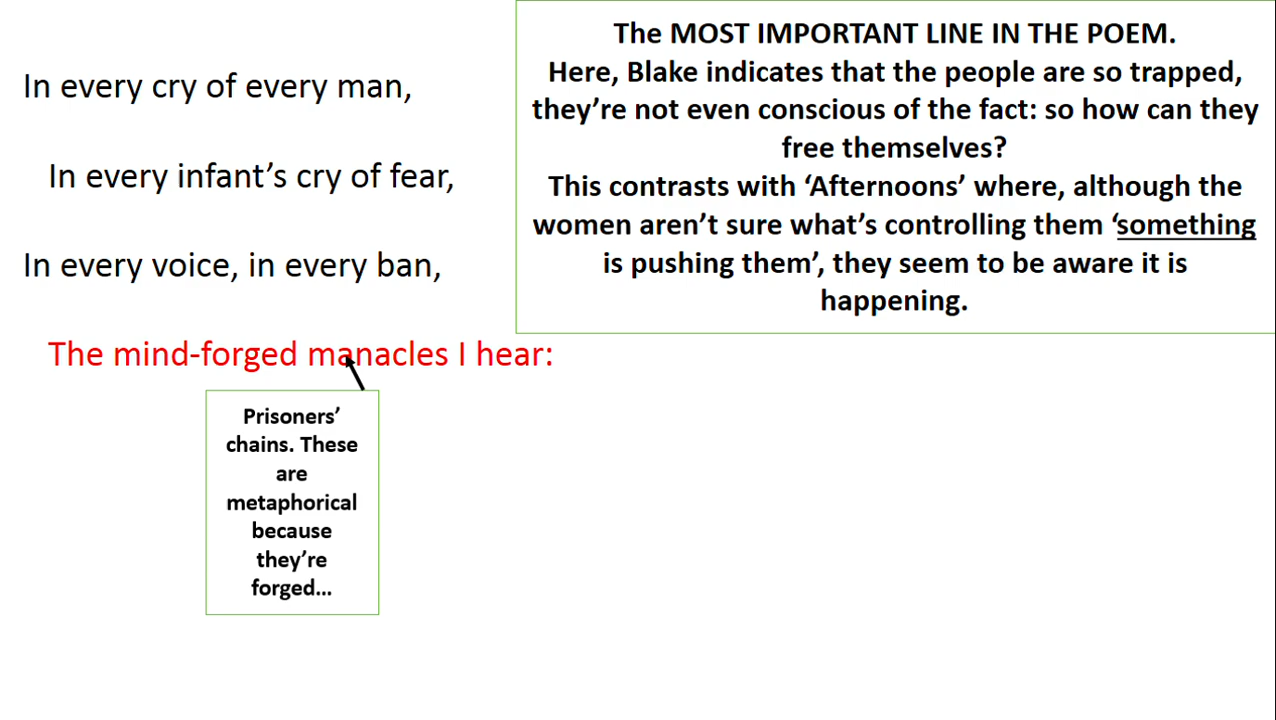 In every cry of every man,
In every infant’s cry of fear,
In every voice, in every ban,
The mind-forged manacles I hear:
The MOST IMPORTANT LINE IN THE POEM.
Here, Blake indicates that the people are so trapped,
they’re not even conscious of the fact: so how can they
free themselves?
This contrasts with ‘Afternoons’ where, although the
women aren’t sure what’s controlling them ‘something
is pushing them’, they seem to be aware it is
happening.
Prisoners’
chains. These
are
metaphorical
because
they’re
forged...